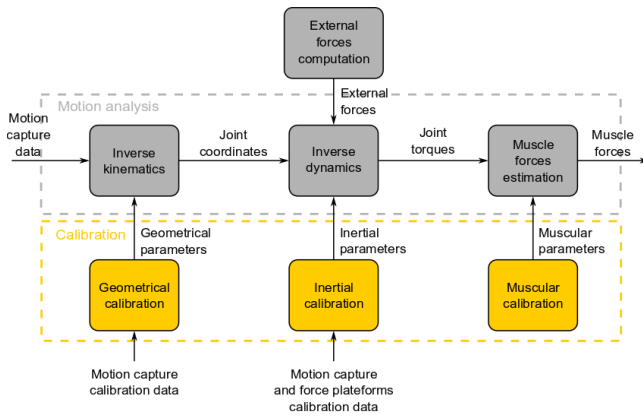 External
forces
computation
External
forces
Motion analysis
Motion
capture
data
Inverse
kinematics
Joint
coordinates
Inverse
dynamics
Joint
torques
Muscle
forces
estimation
Muscle
forces
Calibration
Geometrical
parameters
Inertial
parameters
Muscular
parameters
Geometrical
calibration
Inertial
calibration
Muscular
calibration
Motion capture
calibration data
Motion capture
and force plateforms
calibration data